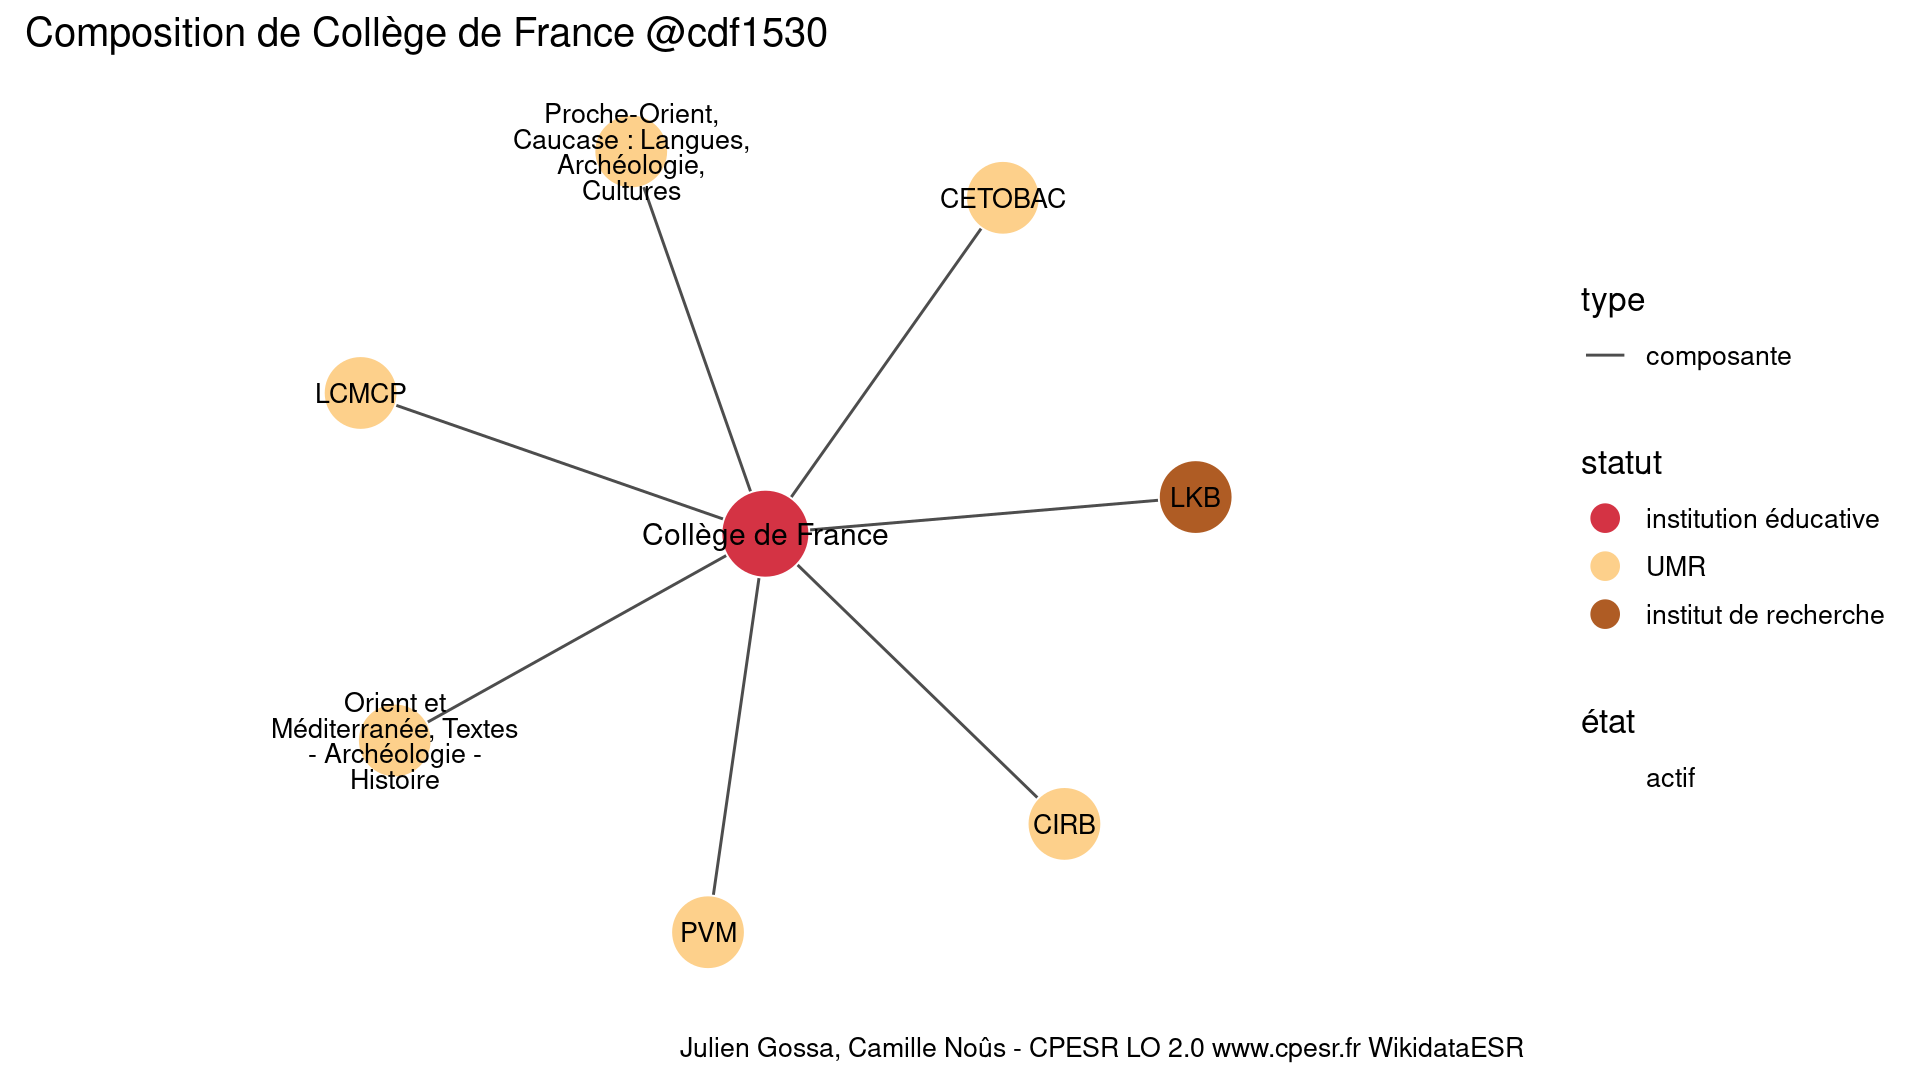 Composition de Collège de France @cdf1530
Proche-Orient,
Caucase : Langues,
Archéologie,
Cultures
CETOBAC
LCMCP
LKB
Collège de France
Orient et
Méditerranée, Textes
- Archéologie -
Histoire
CIRB
PVM
type
composante
statut
institution éducative
UMR
institut de recherche
état
actif
Julien Gossa, Camille Noûs - CPESR LO 2.0 www.cpesr.fr WikidataESR